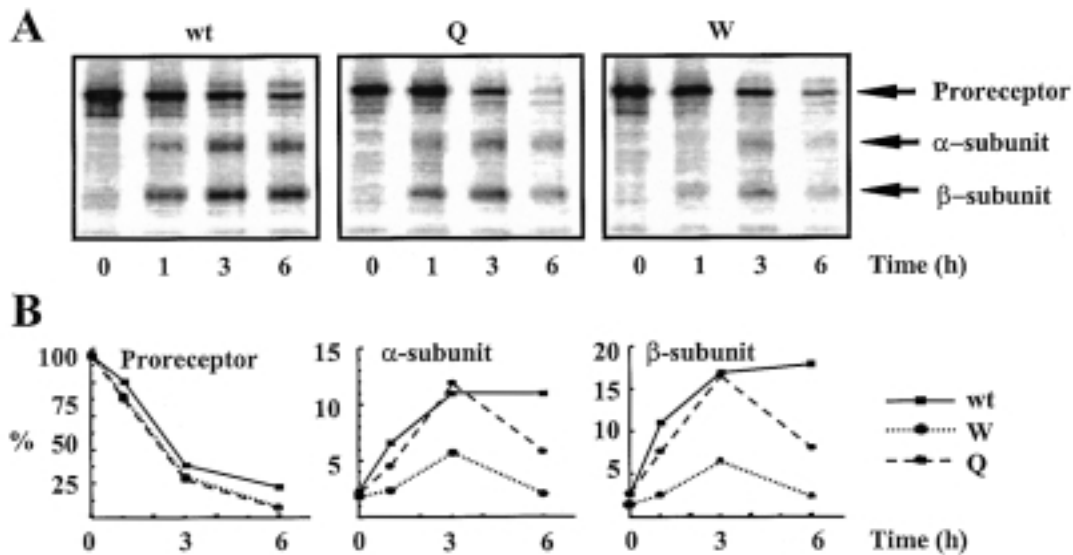 A
wt Q W
Proreceptor
α-subunit
β-subunit
0 1 3 6 0 1 3 6 0 1 3 6 Time (h)
B
100 75 50 25
%
Proreceptor
0 3 6
15 10 5
α-subunit
0 3 6
20 15 10 5
β-subunit
0 3 6
Time (h)
wt
W
Q